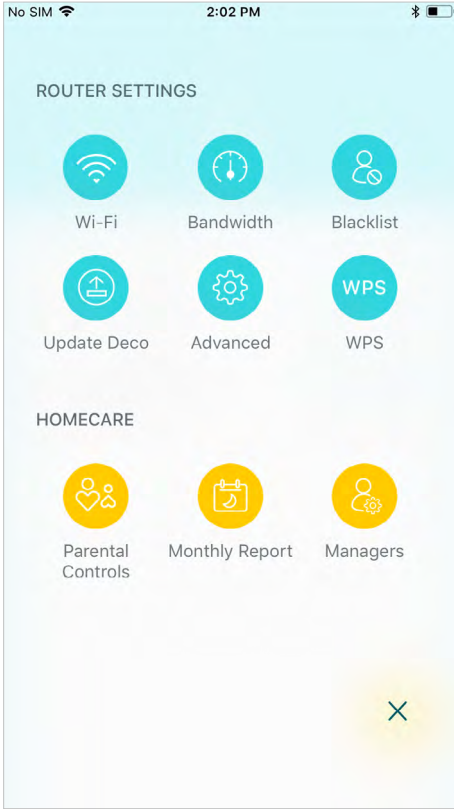 No SIM 2:02 PM
ROUTER SETTINGS
Wi-Fi Bandwidth Blacklist
WPS
Update Deco Advanced WPS
HOMECARE
Parental Controls Monthly Report Managers